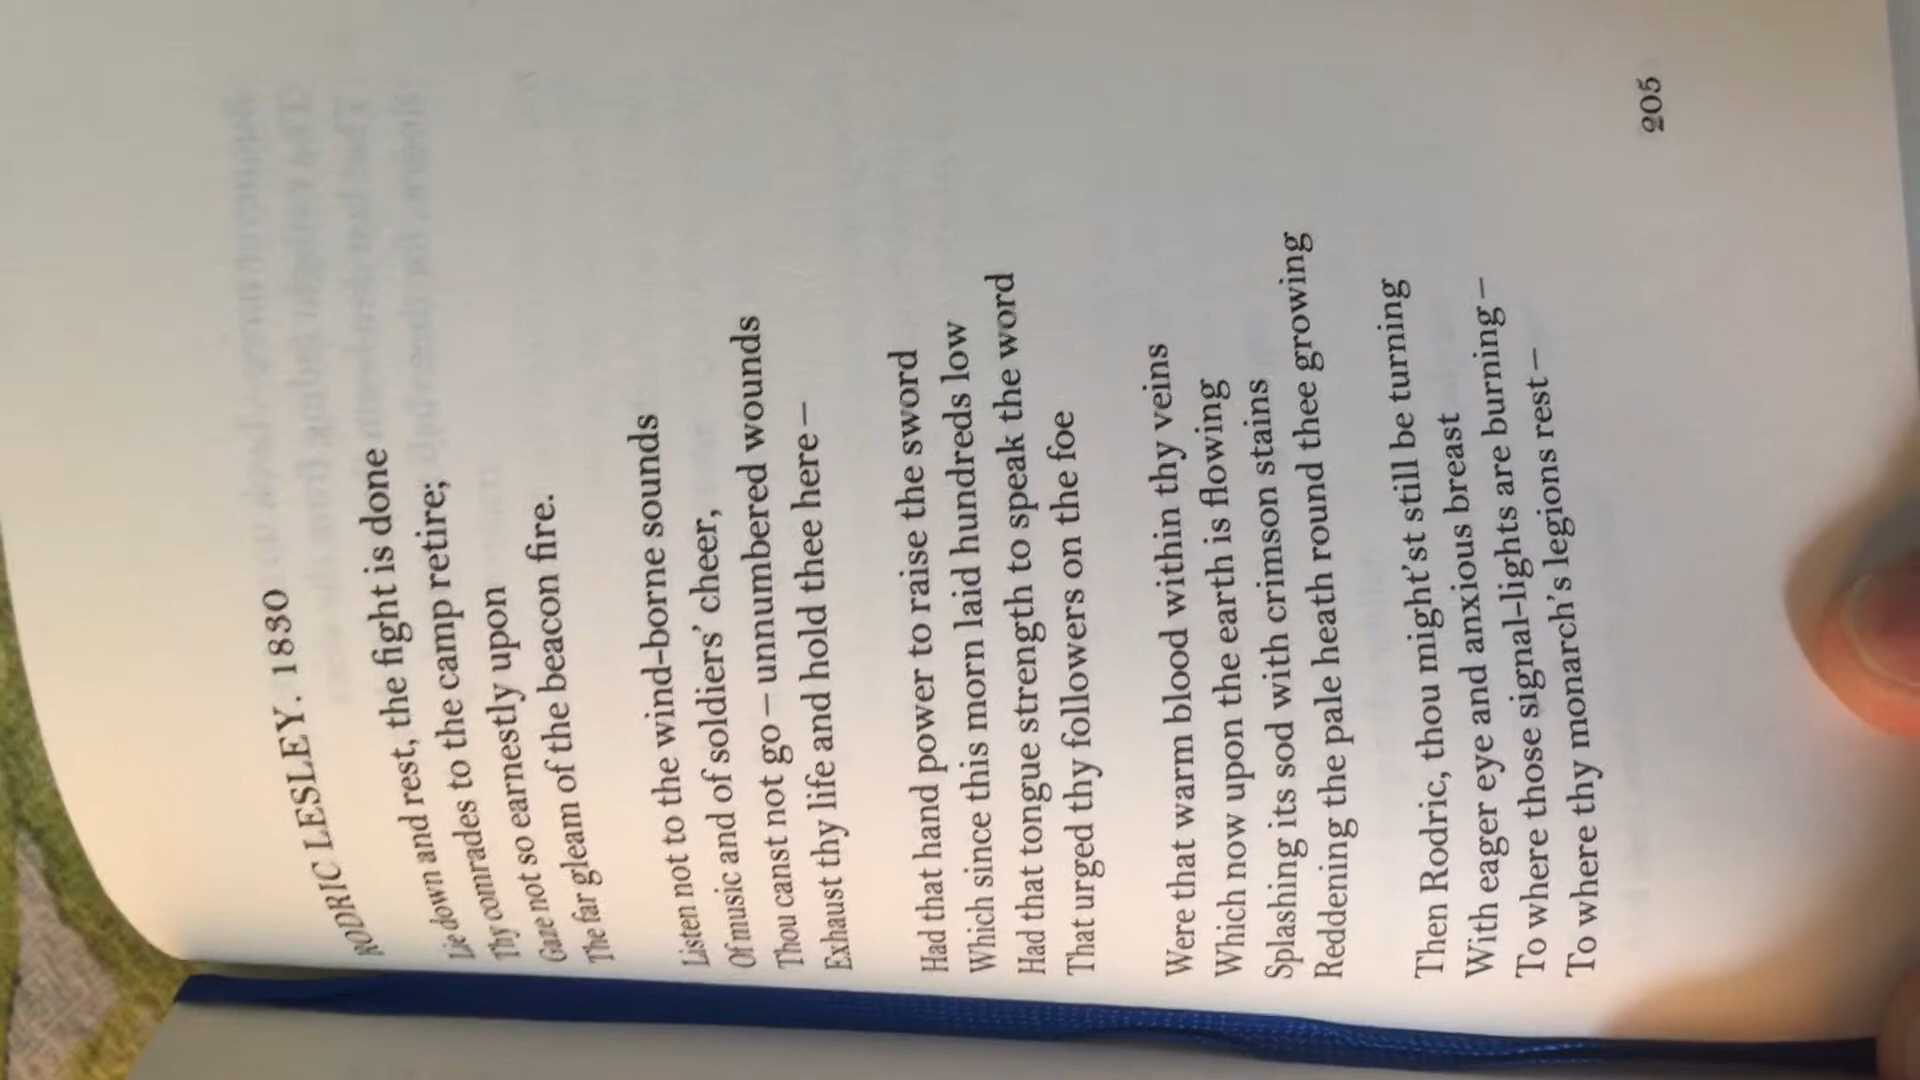 RODRIC LESLEY. 1830
Lie down and rest, the fight is done
Thy comrades to the camp retire;
Gaze not so earnestly upon
The far gleam of the beacon fire.
Listen not to the wind-borne sounds
Of music and of soldiers' cheer,
Thou canst not go – unnumbered wounds
Exhaust thy life and hold thee here –
Had that hand power to raise the sword
Which since this morn laid hundreds low
Had that tongue strength to speak the word
That urged thy followers on the foe
Were that warm blood within thy veins
Which now upon the earth is flowing
Splashing its sod with crimson stains
Reddening the pale heath round thee growing
Then Rodric, thou might'st still be turning
With eager eye and anxious breast
To where those signal-lights are burning –
To where thy monarch's legions rest –
205